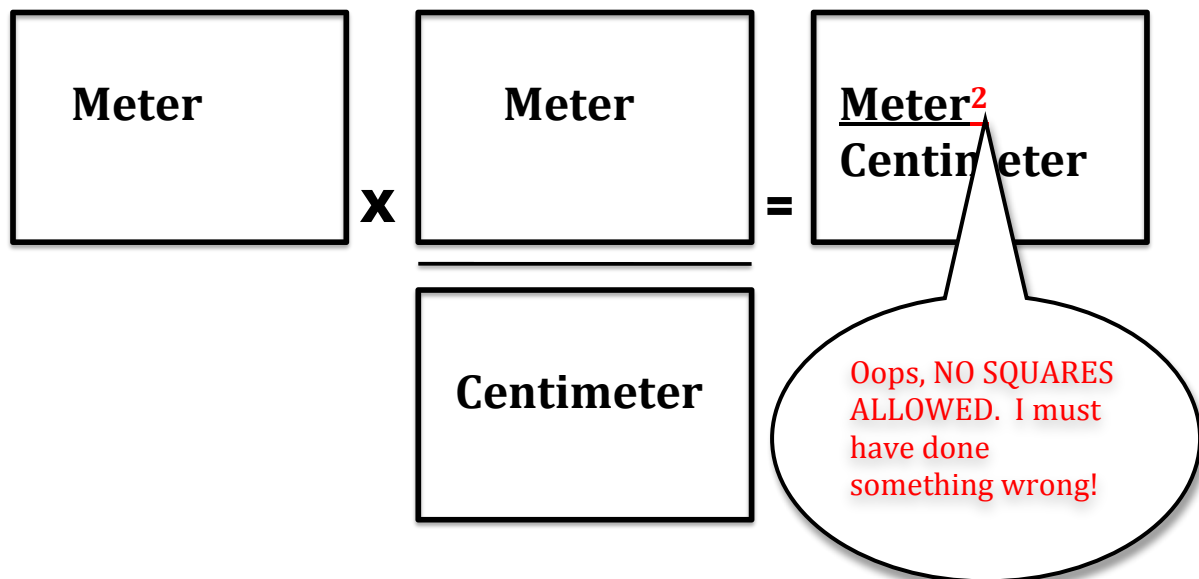 Meter
x
Meter
Centimeter
=
Meter²
Centimeter
Oops, NO SQUARES
ALLOWED. I must
have done
something wrong!